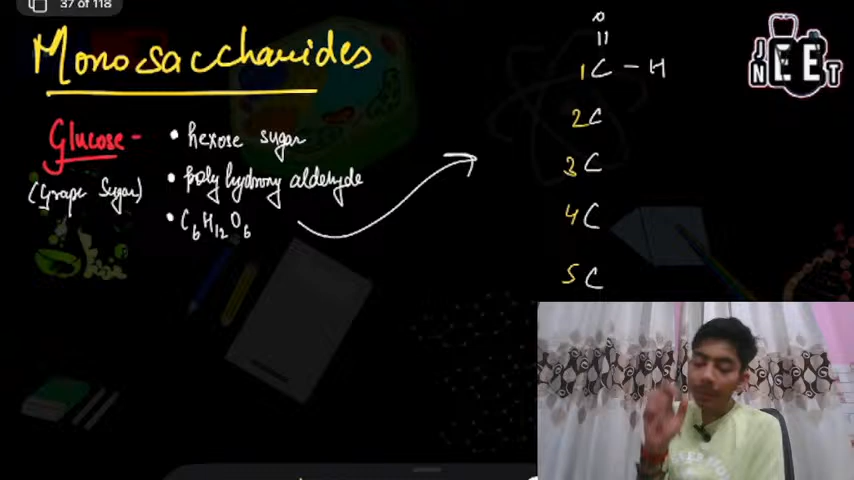 37 of 118
Monosaccharides
Glucose - • hexose sugar
(Grape Sugar) • poly hydroxy aldehyde
• C6H12O6
O
||
1C - H
2C
3C
4C
5C
J
NEET